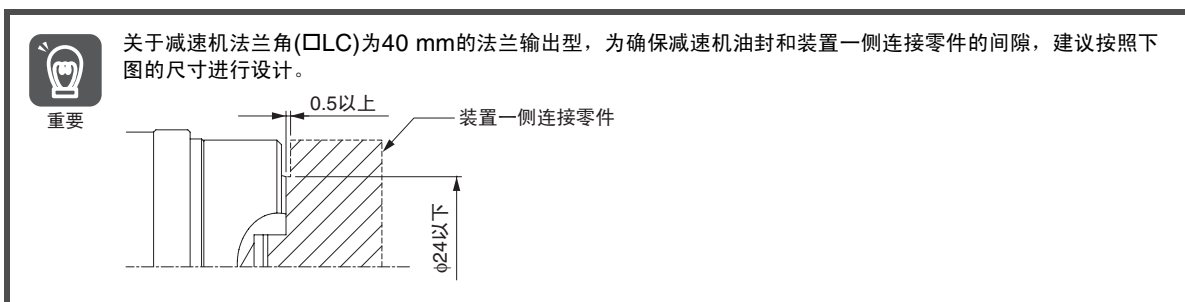 关于减速机法兰角(□LC)为40 mm的法兰输出型，为确保减速机油封和装置一侧连接零件的间隙，建议按照下
图的尺寸进行设计。
重要
0.5以上
装置一侧连接零件
φ24以下